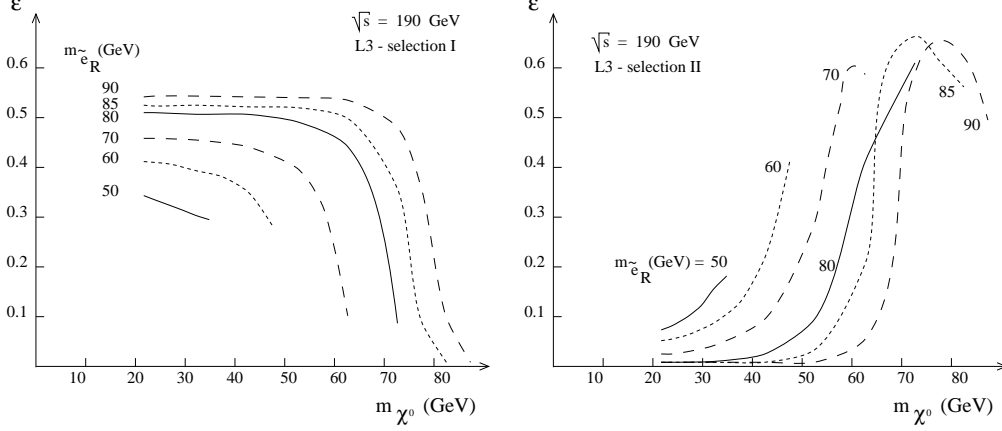 ε
√s = 190 GeV
L3 - selection I
m ẽ_R (GeV)
0.6
0.5
0.4
0.3
0.2
0.1
90
85
80
70
60
50
10 20 30 40 50 60 70 80
m χ⁰ (GeV)
ε
√s = 190 GeV
L3 - selection II
0.6
0.5
0.4
0.3
0.2
0.1
70
85
90
60
m ẽ_R (GeV) = 50
80
10 20 30 40 50 60 70 80
m χ⁰ (GeV)